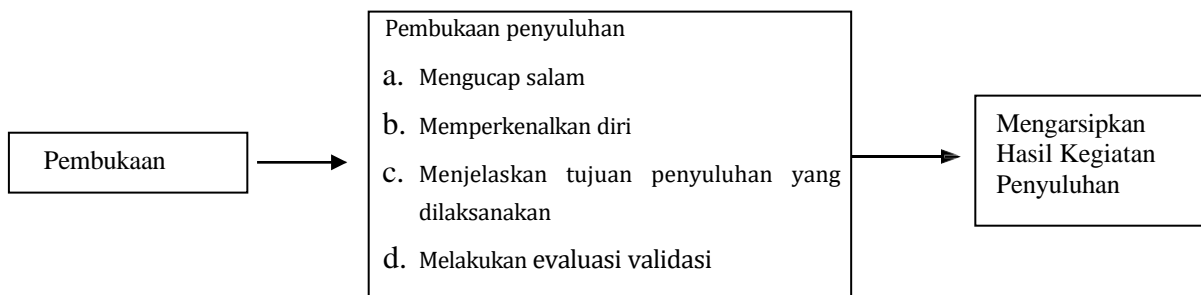 Pembukaan
Pembukaan penyuluhan
a. Mengucap salam
b. Memperkenalkan diri
c. Menjelaskan tujuan penyuluhan yang
dilaksanakan
d. Melakukan evaluasi validasi
Mengarsipkan
Hasil Kegiatan
Penyuluhan